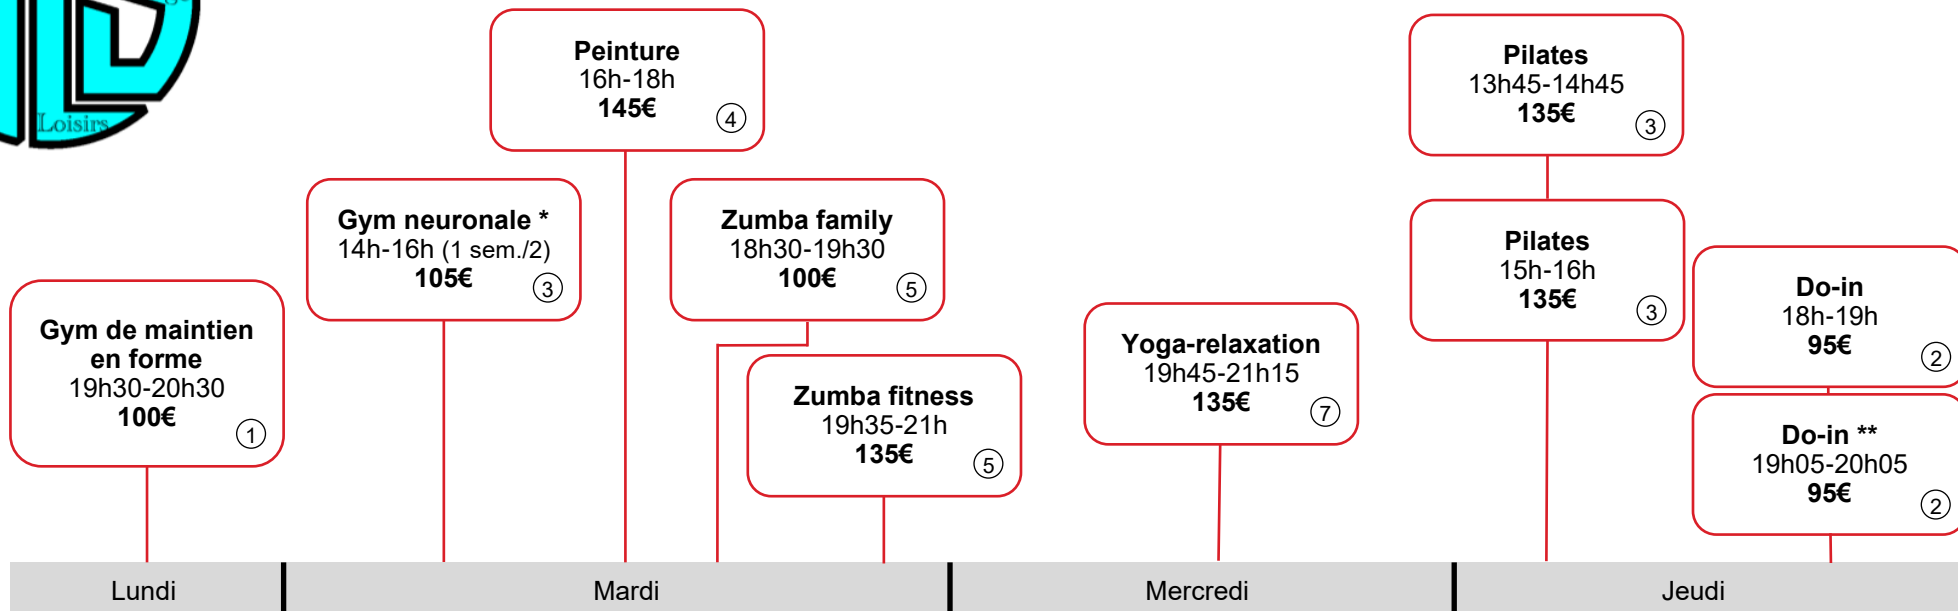 Loisirs
Peinture
16h-18h
145€
4
Pilates
13h45-14h45
135€
3
Gym neuronale *
14h-16h (1 sem./2)
105€
3
Zumba family
18h30-19h30
100€
5
Pilates
15h-16h
135€
3
Do-in
18h-19h
95€
2
Gym de maintien
en forme
19h30-20h30
100€
1
Zumba fitness
19h35-21h
135€
5
Yoga-relaxation
19h45-21h15
135€
7
Do-in **
19h05-20h05
95€
2
Lundi
Mardi
Mercredi
Jeudi